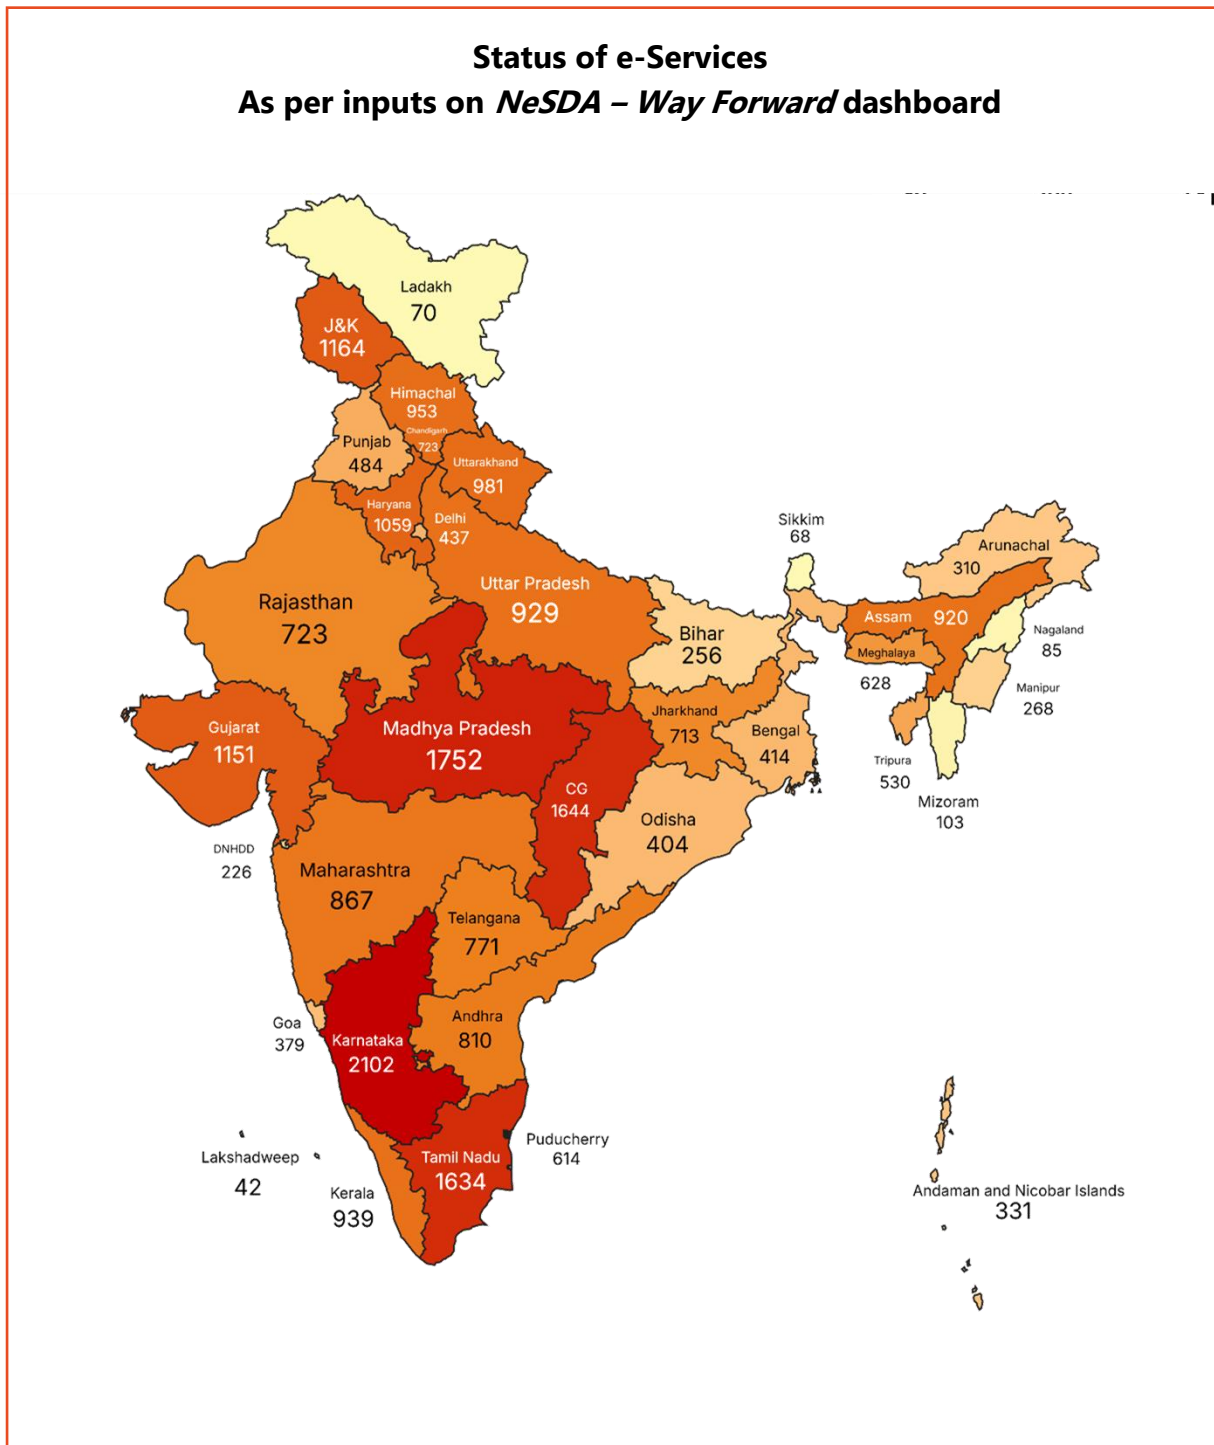 Status of e-Services
As per inputs on NeSDA – Way Forward dashboard
Ladakh
70
J&K
1164
Himachal
953
Chandigarh
723
Punjab
484
Uttarakhand
981
Haryana
1059
Delhi
437
Sikkim
68
Arunachal
310
Uttar Pradesh
929
Rajasthan
723
Assam 920
Bihar
256
Nagaland
85
Meghalaya
628
Manipur
268
Jharkhand
713
Gujarat
1151
Madhya Pradesh
1752
Bengal
414
Tripura
530
CG
1644
Mizoram
103
Odisha
404
DNHDD
226
Maharashtra
867
Telangana
771
Goa
379
Andhra
810
Karnataka
2102
Puducherry
614
Lakshadweep
42
Tamil Nadu
1634
Kerala
939
Andaman and Nicobar Islands
331